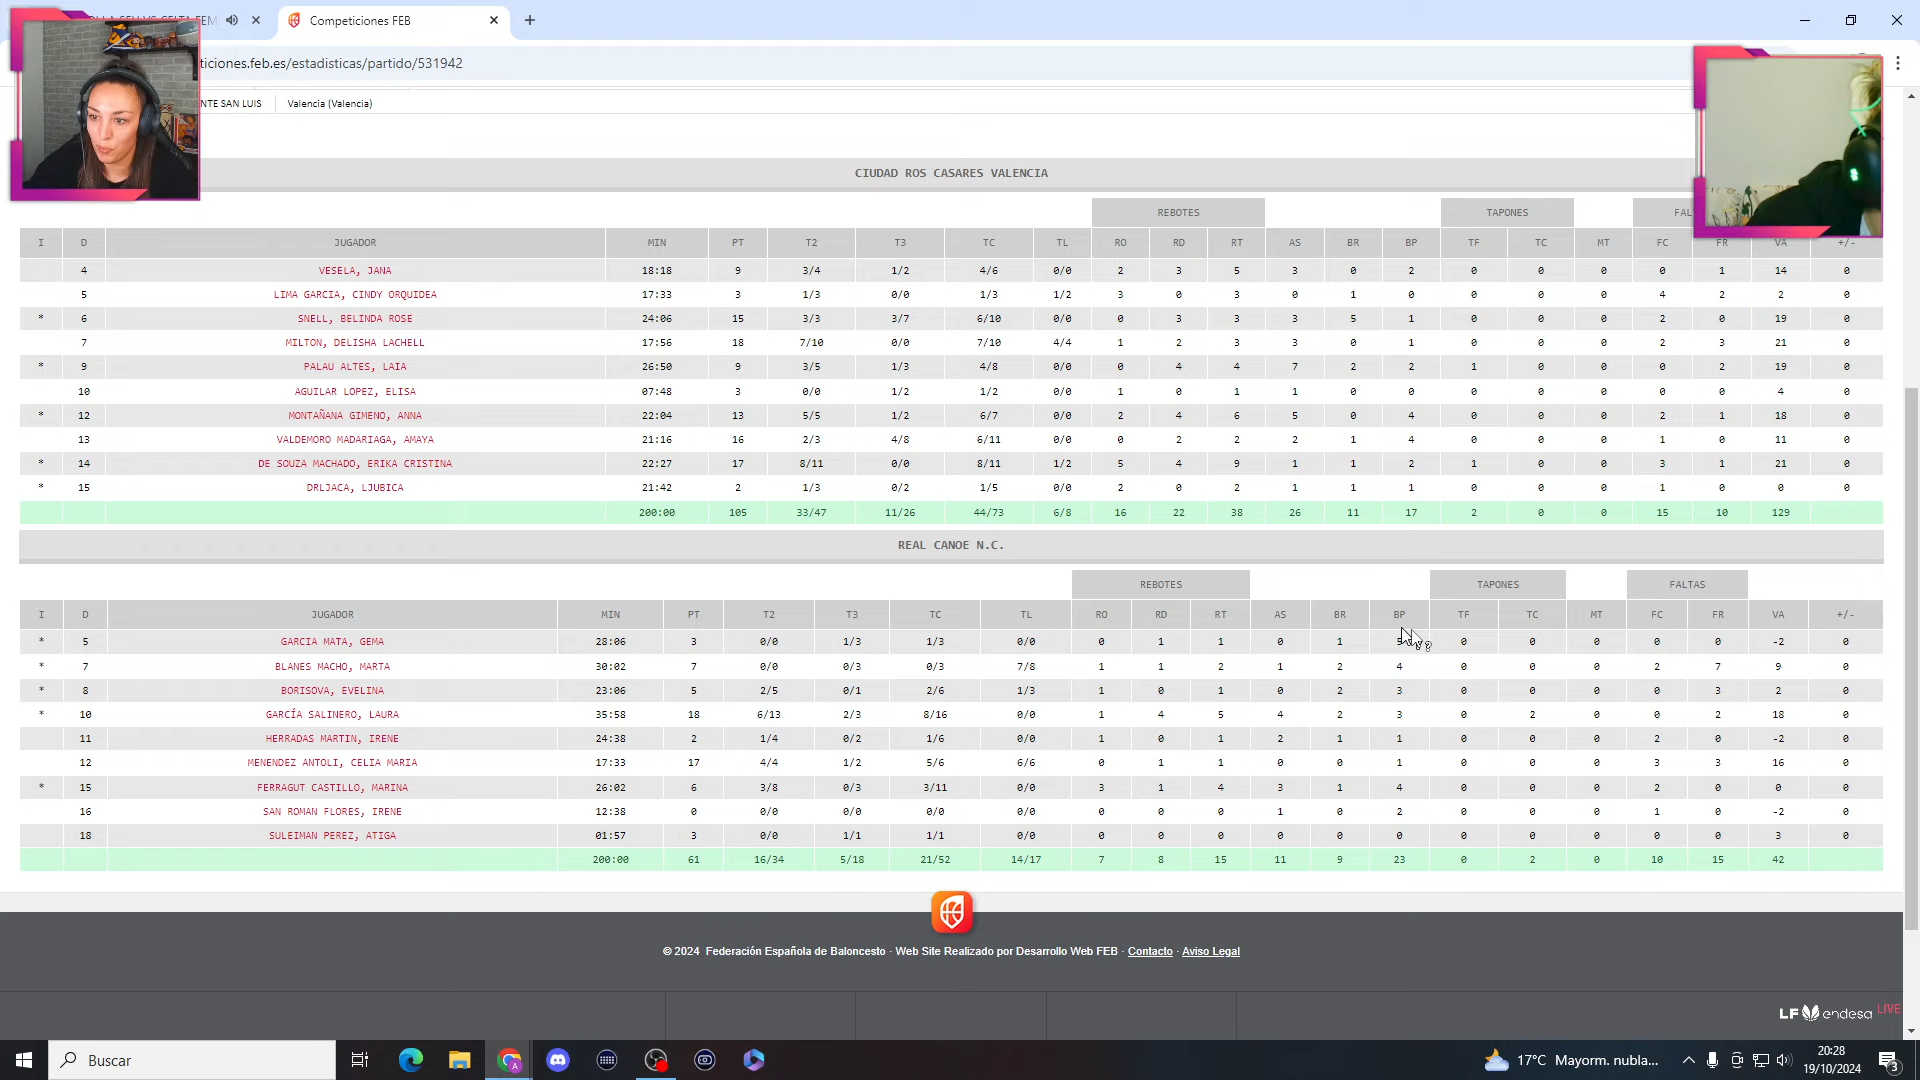 Competiciones FEB
ticiones.feb.es/estadisticas/partido/531942
NTE SAN LUIS Valencia (Valencia)
CIUDAD ROS CASARES VALENCIA
REBOTES TAPONES
I D JUGADOR MIN PT T2 T3 TC TL RO RD RT AS BR BP TF TC MT FC FR VA +/-
4 VESELA, JANA 18:18 9 3/4 1/2 4/6 0/0 2 3 5 3 0 2 0 0 0 0 1 14 0
5 LIMA GARCIA, CINDY ORQUIDEA 17:33 3 1/3 0/0 1/3 1/2 3 0 3 0 1 0 0 0 0 4 2 2 0
* 6 SNELL, BELINDA ROSE 24:06 15 3/3 3/7 6/10 0/0 0 3 3 3 5 1 0 0 0 2 0 19 0
7 MILTON, DELISHA LACHELL 17:56 18 7/10 0/0 7/10 4/4 1 2 3 3 0 1 0 0 0 2 3 21 0
* 9 PALAU ALTES, LAIA 26:50 9 3/5 1/3 4/8 0/0 0 4 4 7 2 2 1 0 0 0 2 19 0
10 AGUILAR LOPEZ, ELISA 07:48 3 0/0 1/2 1/2 0/0 1 0 1 1 0 0 0 0 0 0 0 4 0
* 12 MONTAÑANA GIMENO, ANNA 22:04 13 5/5 1/2 6/7 0/0 2 4 6 5 0 4 0 0 0 2 1 18 0
13 VALDEMORO MADARIAGA, AMAYA 21:16 16 2/3 4/8 6/11 0/0 0 2 2 2 1 4 0 0 0 1 0 11 0
* 14 DE SOUZA MACHADO, ERIKA CRISTINA 22:27 17 8/11 0/0 8/11 1/2 5 4 9 1 1 2 1 0 0 3 1 21 0
* 15 DRLJACA, LJUBICA 21:42 2 1/3 0/2 1/5 0/0 2 0 2 1 1 1 0 0 0 1 0 0 0
200:00 105 33/47 11/26 44/73 6/8 16 22 38 26 11 17 2 0 0 15 10 129
REAL CANOE N.C.
REBOTES TAPONES FALTAS
I D JUGADOR MIN PT T2 T3 TC TL RO RD RT AS BR BP TF TC MT FC FR VA +/-
* 5 GARCIA MATA, GEMA 28:06 3 0/0 1/3 1/3 0/0 0 1 1 0 1 5 0 0 0 0 0 -2 0
* 7 BLANES MACHO, MARTA 30:02 7 0/0 0/3 0/3 7/8 1 1 2 1 2 4 0 0 0 2 7 9 0
* 8 BORISOVA, EVELINA 23:06 5 2/5 0/1 2/6 1/3 1 0 1 0 2 3 0 0 0 0 3 2 0
* 10 GARCÍA SALINERO, LAURA 35:58 18 6/13 2/3 8/16 0/0 1 4 5 4 2 3 0 2 0 0 2 18 0
11 HERRADAS MARTIN, IRENE 24:38 2 1/4 0/2 1/6 0/0 1 0 1 2 1 1 0 0 0 2 0 -2 0
12 MENENDEZ ANTOLI, CELIA MARIA 17:33 17 4/4 1/2 5/6 6/6 0 1 1 0 0 1 0 0 0 3 3 16 0
* 15 FERRAGUT CASTILLO, MARINA 26:02 6 3/8 0/3 3/11 0/0 3 1 4 3 1 4 0 0 0 2 0 0 0
16 SAN ROMAN FLORES, IRENE 12:38 0 0/0 0/0 0/0 0/0 0 0 0 1 0 2 0 0 0 1 0 -2 0
18 SULEIMAN PEREZ, ATIGA 01:57 3 0/0 1/1 1/1 0/0 0 0 0 0 0 0 0 0 0 0 0 3 0
200:00 61 16/34 5/18 21/52 14/17 7 8 15 11 9 23 0 2 0 10 15 42
© 2024 Federación Española de Baloncesto · Web Site Realizado por Desarrollo Web FEB · Contacto · Aviso Legal
LF endesa LIVE
Buscar
17°C Mayorm. nubla...
20:28
19/10/2024
3